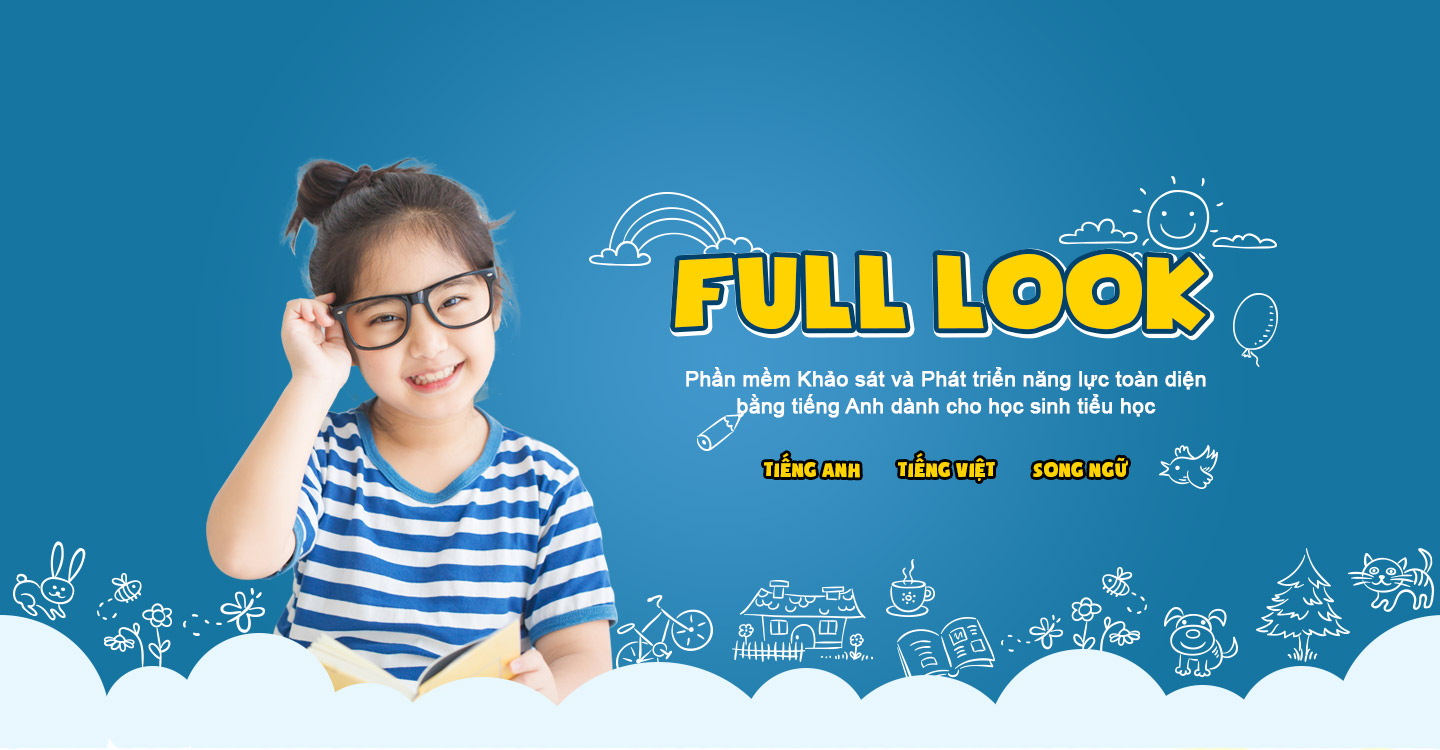 FULL LOOK
Phần mềm Khảo sát và Phát triển năng lực toàn diện
bằng tiếng Anh dành cho học sinh tiểu học
TIẾNG ANH TIẾNG VIỆT SONG NGỮ